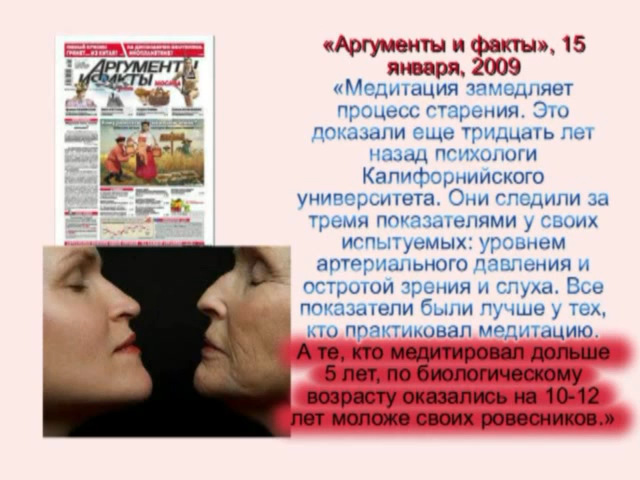 АРГУМЕНТЫ
И ФАКТЫ
«Аргументы и факты», 15
января, 2009
«Медитация замедляет
процесс старения. Это
доказали еще тридцать лет
назад психологи
Калифорнийского
университета. Они следили за
тремя показателями у своих
испытуемых: уровнем
артериального давления и
остротой зрения и слуха. Все
показатели были лучше у тех,
кто практиковал медитацию.
А те, кто медитировал дольше
5 лет, по биологическому
возрасту оказались на 10-12
лет моложе своих ровесников.»